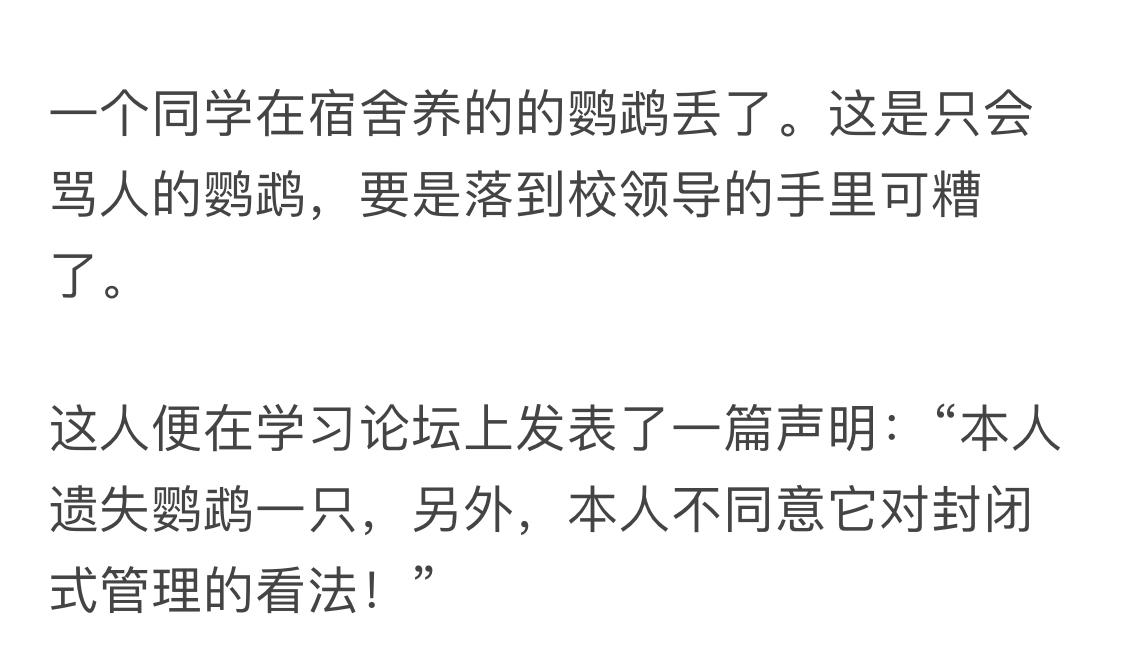 一个同学在宿舍养的的鹦鹉丢了。这是只会
骂人的鹦鹉，要是落到校领导的手里可糟
了。
这人便在学习论坛上发表了一篇声明：“本人
遗失鹦鹉一只，另外，本人不同意它对封闭
式管理的看法！”